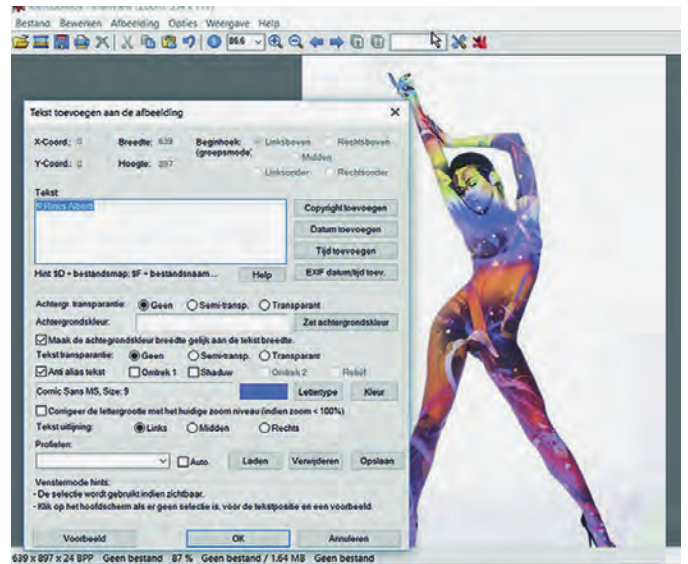 Bestand Bewerken Afbeelding Opties Weergave Help
86.6
Tekst toevoegen aan de afbeelding
X-Coord.: 0 Breedte: 639 Beginhoek: Linksboven Rechtsboven
(groepsmode) Midden
Y-Coord.: 0 Hoogte: 897 Linksonder Rechtsonder
Tekst
© Rinus Alberti Copyright toevoegen
Datum toevoegen
Tijd toevoegen
Hint $D = bestandsmap; $F = bestandsnaam... Help EXIF datum/tijd toev.
Achtergr. transparantie: Geen Semi-transp. Transparant
Achtergrondskleur: Zet achtergrondskleur
Maak de achtergrondskleur breedte gelijk aan de tekst breedte.
Tekst transparantie: Geen Semi-transp. Transparant
Anti alias tekst Omtrek 1 Shaduw Omtrek 2 Reliëf
Comic Sans MS, Size: 9 Lettertype Kleur
Corrigeer de lettergrootte met het huidige zoom niveau (indien zoom < 100%)
Tekst uitlijning: Links Midden Rechts
Profielen:
Auto. Laden Verwijderen Opslaan
Venstermode hints:
- De selectie wordt gebruikt indien zichtbaar.
- Klik op het hoofdscherm als er geen selectie is, voor de tekstpositie en een voorbeeld.
Voorbeeld OK Annuleren
639 x 897 x 24 BPP Geen bestand 87 % Geen bestand / 1.64 MB Geen bestand